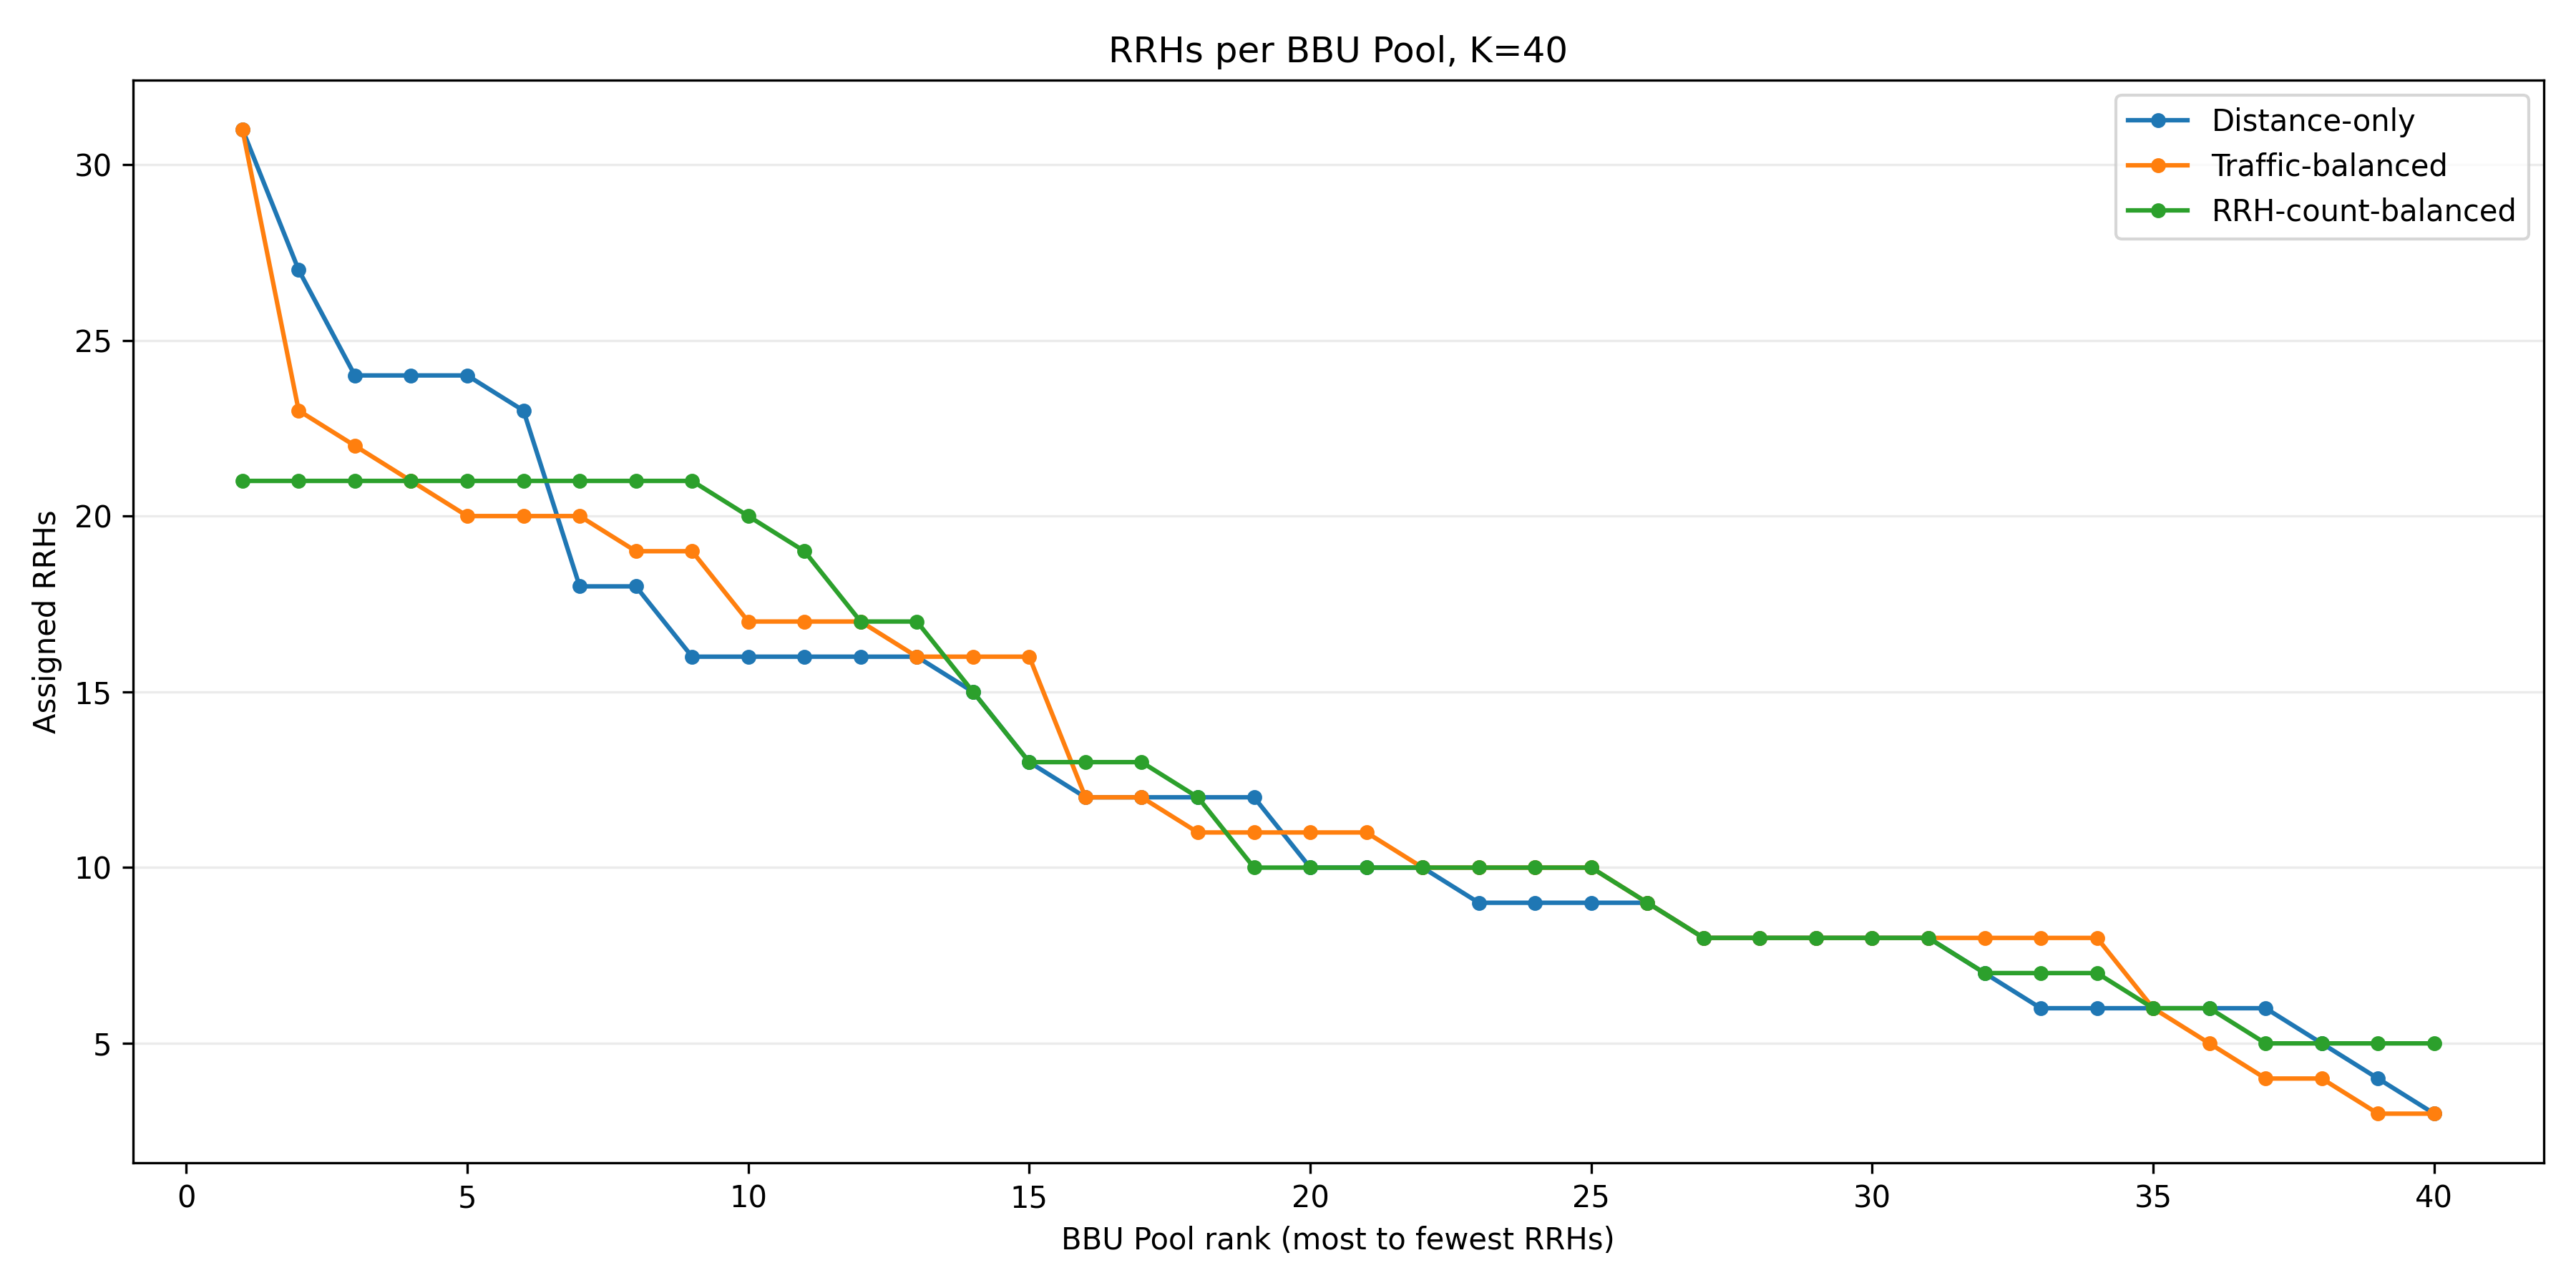 RRHs per BBU Pool, K=40
Distance-only
Traffic-balanced
RRH-count-balanced
Assigned RRHs
30
25
20
15
10
5
0 5 10 15 20 25 30 35 40
BBU Pool rank (most to fewest RRHs)